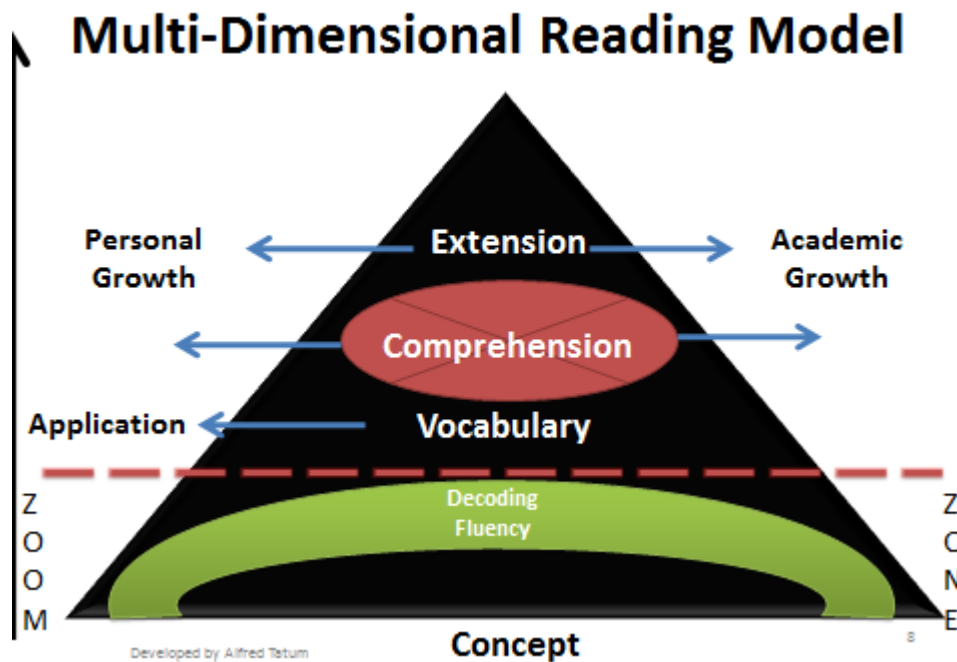 Multi-Dimensional Reading Model
Personal
Growth
Extension
Academic
Growth
Comprehension
Application
Vocabulary
Decoding
Fluency
Z
O
O
M
Z
O
N
E
Concept
Developed by Alfred Tatum
8